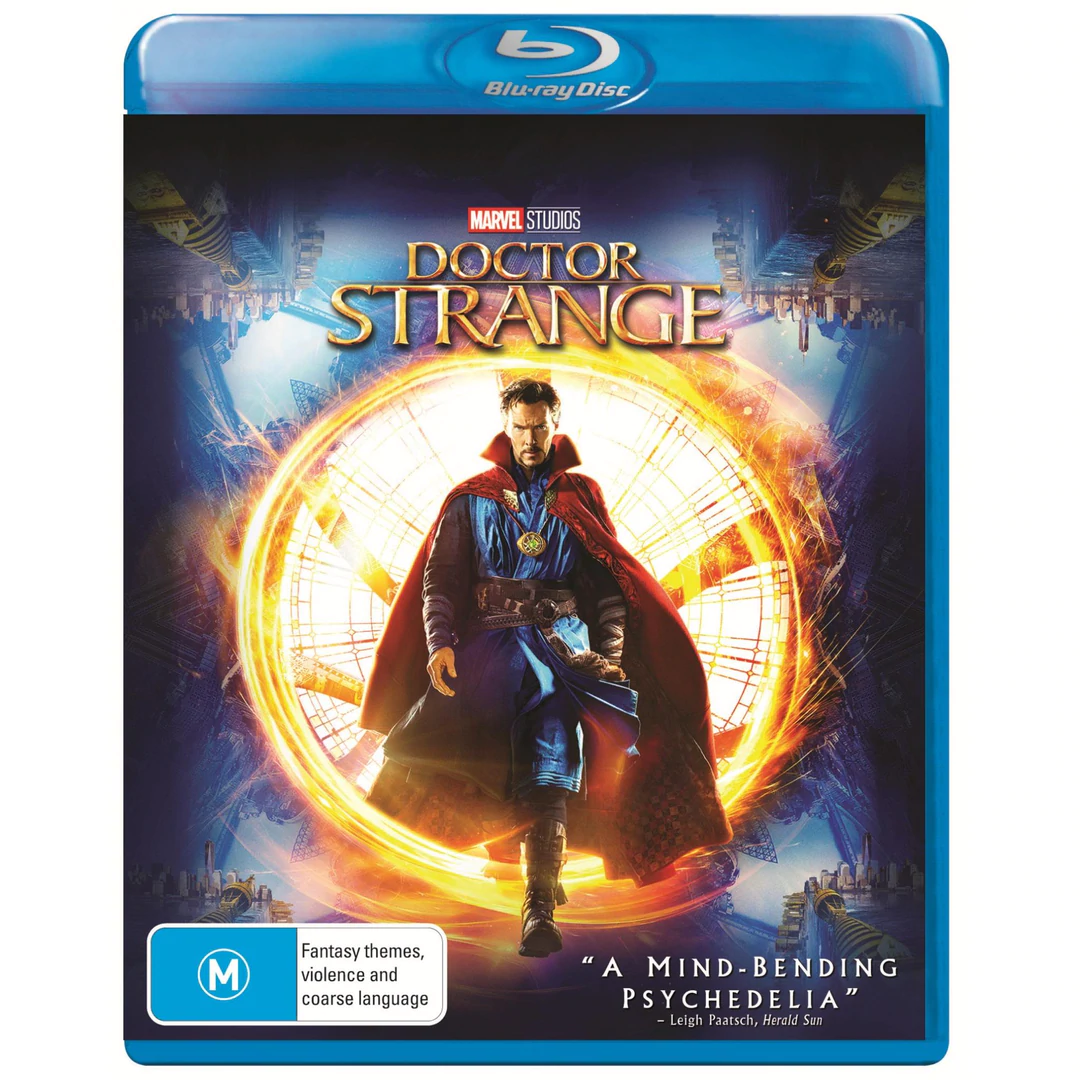 Blu-ray Disc
MARVEL STUDIOS
DOCTOR
STRANGE
M
Fantasy themes,
violence and
coarse language
“A MIND-BENDING
PSYCHEDELIA”
– Leigh Paatsch, Herald Sun